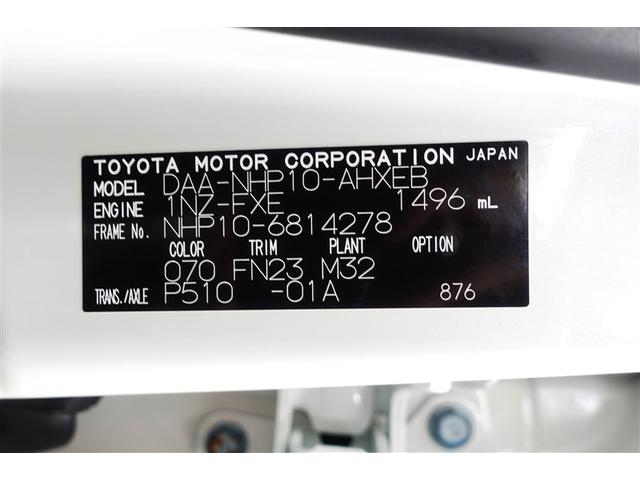 TOYOTA MOTOR CORPORATION JAPAN
MODEL DAA-NHP10-AHXEB
ENGINE 1NZ-FXE 1496 mL
FRAME No. NHP10-6814278
COLOR TRIM PLANT OPTION
070 FN23 M32
TRANS./AXLE P510 -01A 876